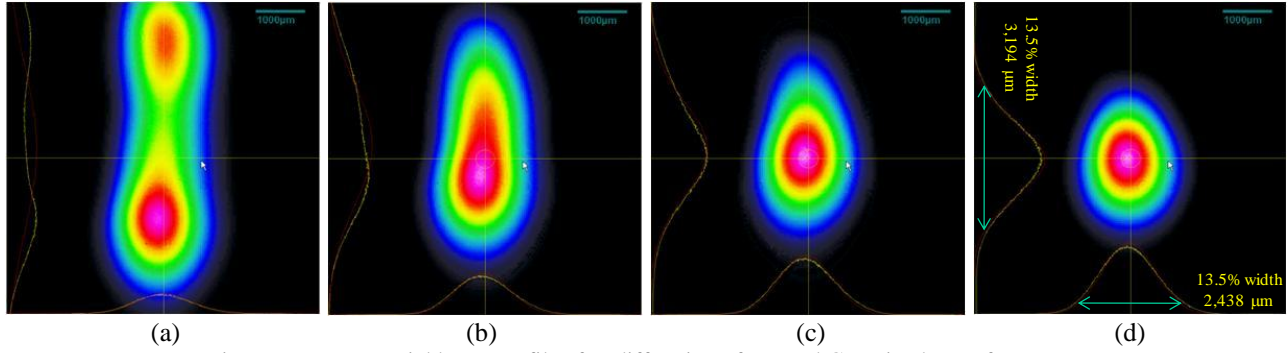 1000µm
1000µm
1000µm
1000µm
13.5% width
3,194 µm
13.5% width
2,438 µm
(a)
(b)
(c)
(d)